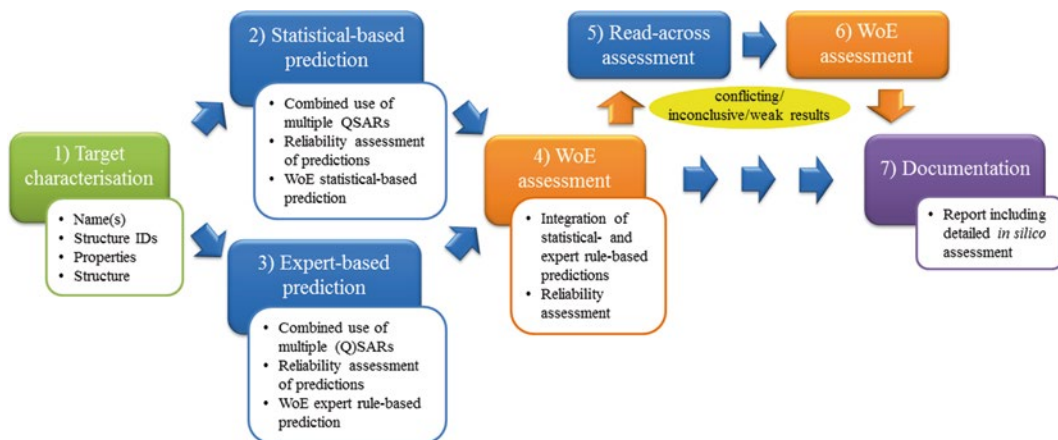 1) Target
characterisation
• Name(s)
• Structure IDs
• Properties
• Structure
2) Statistical-based
prediction
• Combined use of
multiple QSARs
• Reliability assessment
of predictions
• WoE statistical-based
prediction
3) Expert-based
prediction
• Combined use of
multiple (Q)SARs
• Reliability assessment
of predictions
• WoE expert rule-based
prediction
4) WoE
assessment
• Integration of
statistical- and
expert rule-based
predictions
• Reliability
assessment
5) Read-across
assessment
conflicting/
inconclusive/weak results
6) WoE
assessment
7) Documentation
• Report including
detailed in silico
assessment